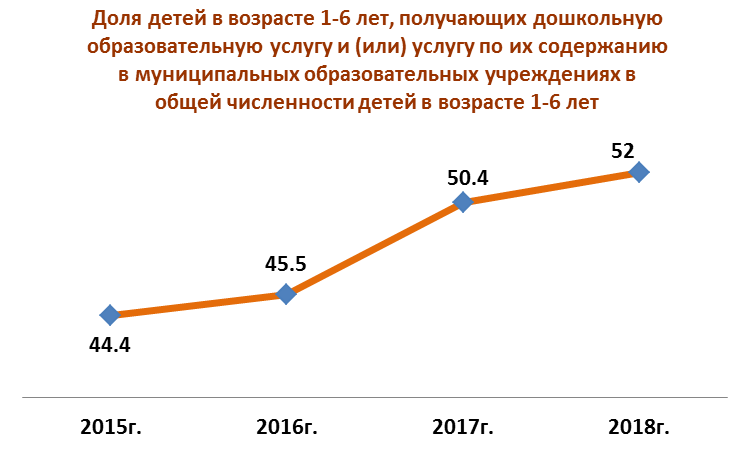 Доля детей в возрасте 1-6 лет, получающих дошкольную
образовательную услугу и (или) услугу по их содержанию
в муниципальных образовательных учреждениях в
общей численности детей в возрасте 1-6 лет
52
50.4
45.5
44.4
2015г. 2016г. 2017г. 2018г.